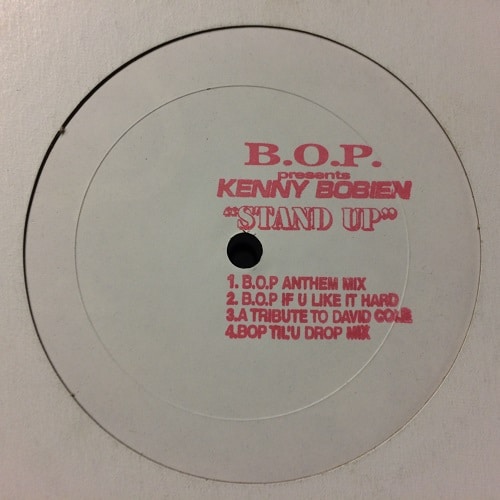 B.O.P.
presents
KENNY BOBIEN
"STAND UP"
1. B.O.P ANTHEM MIX
2. B.O.P IF U LIKE IT HARD
3.A TRIBUTE TO DAVID COLE
4.BOP TIL'U DROP MIX